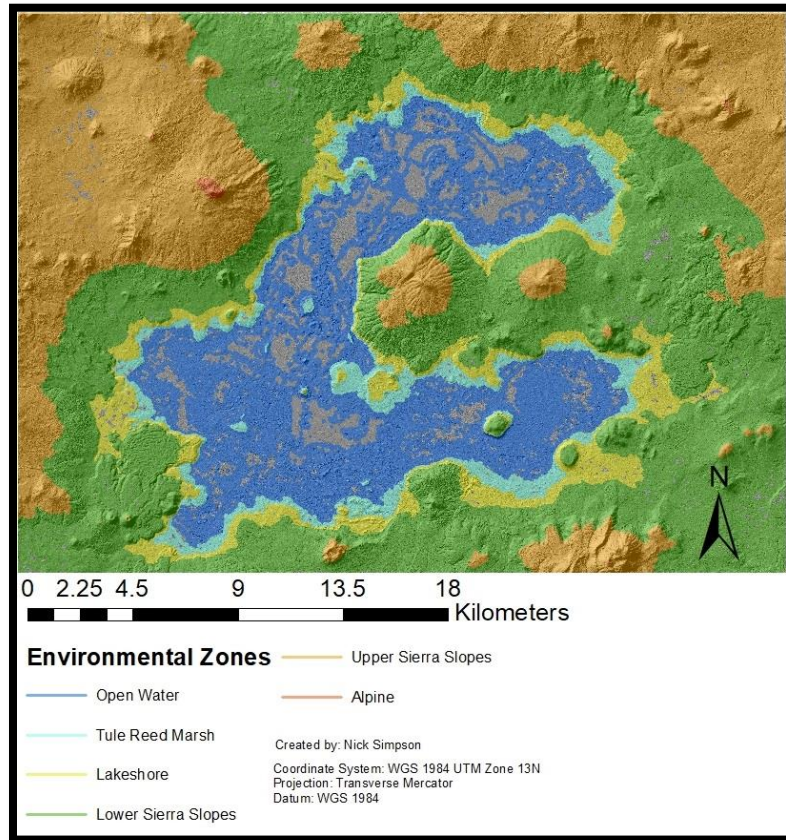 N
0 2.25 4.5 9 13.5 18
Kilometers
Environmental Zones
Open Water
Tule Reed Marsh
Lakeshore
Lower Sierra Slopes
Upper Sierra Slopes
Alpine
Created by: Nick Simpson
Coordinate System: WGS 1984 UTM Zone 13N
Projection: Transverse Mercator
Datum: WGS 1984